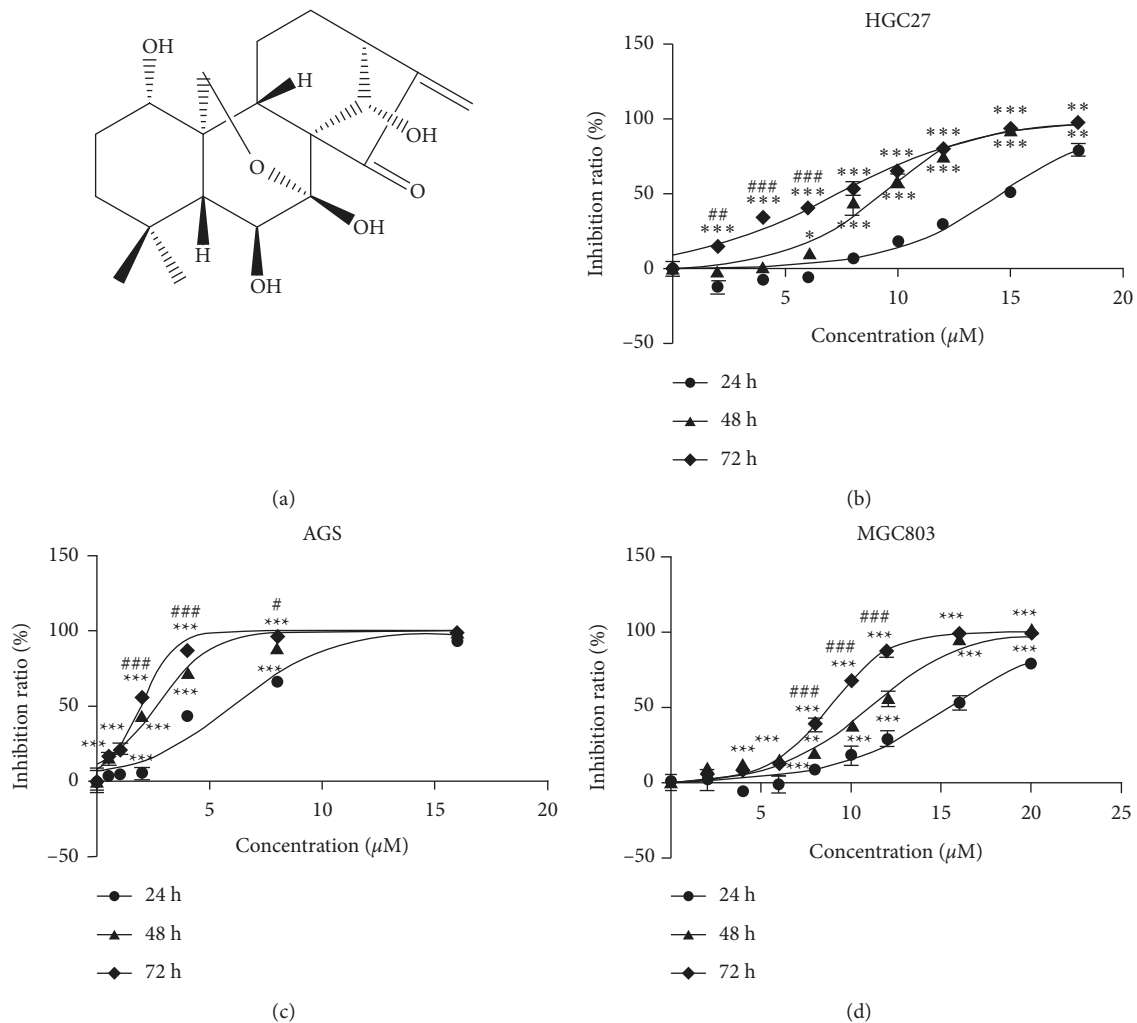 OH
H
OH
O
O
OH
H
OH
(a)
HGC27
Inhibition ratio (%)
150
100
50
0
−50
5
10
15
20
Concentration (μM)
##
***
###
***
###
***
*
***
***
***
***
***
***
***
***
**
**
24 h
48 h
72 h
(b)
AGS
Inhibition ratio (%)
150
100
50
0
−50
5
10
15
20
Concentration (μM)
***
***
###
***
***
***
###
***
***
#
***
***
24 h
48 h
72 h
(c)
MGC803
Inhibition ratio (%)
150
100
50
0
−50
5
10
15
20
25
Concentration (μM)
***
***
###
***
**
***
###
***
***
###
***
***
***
***
***
***
24 h
48 h
72 h
(d)